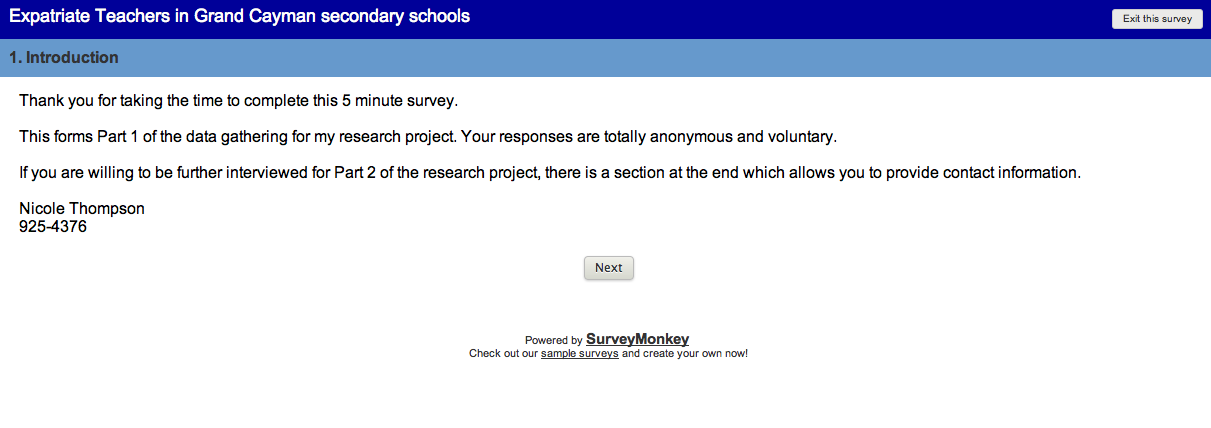 Expatriate Teachers in Grand Cayman secondary schools
Exit this survey
1. Introduction
Thank you for taking the time to complete this 5 minute survey.
This forms Part 1 of the data gathering for my research project. Your responses are totally anonymous and voluntary.
If you are willing to be further interviewed for Part 2 of the research project, there is a section at the end which allows you to provide contact information.
Nicole Thompson
925-4376
Next
Powered by SurveyMonkey
Check out our sample surveys and create your own now!